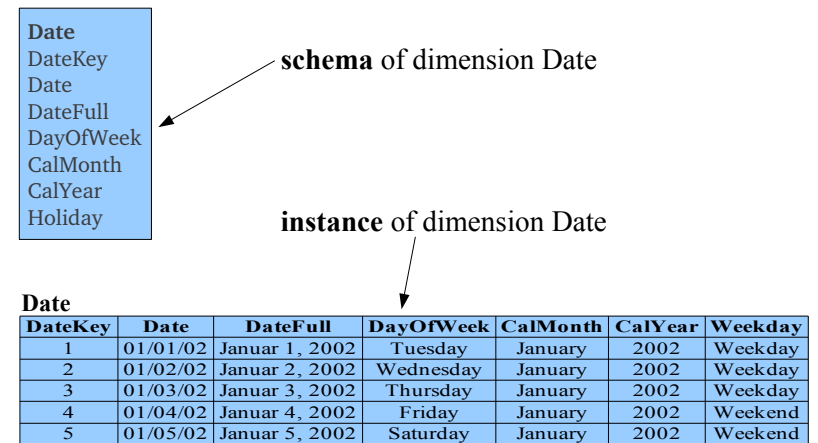 Date
DateKey
Date
DateFull
DayOfWeek
CalMonth
CalYear
Holiday
schema of dimension Date
instance of dimension Date
Date
DateKey Date DateFull DayOfWeek CalMonth CalYear Weekday
1 01/01/02 Januar 1, 2002 Tuesday January 2002 Weekday
2 01/02/02 Januar 2, 2002 Wednesday January 2002 Weekday
3 01/03/02 Januar 3, 2002 Thursday January 2002 Weekday
4 01/04/02 Januar 4, 2002 Friday January 2002 Weekend
5 01/05/02 Januar 5, 2002 Saturday January 2002 Weekend